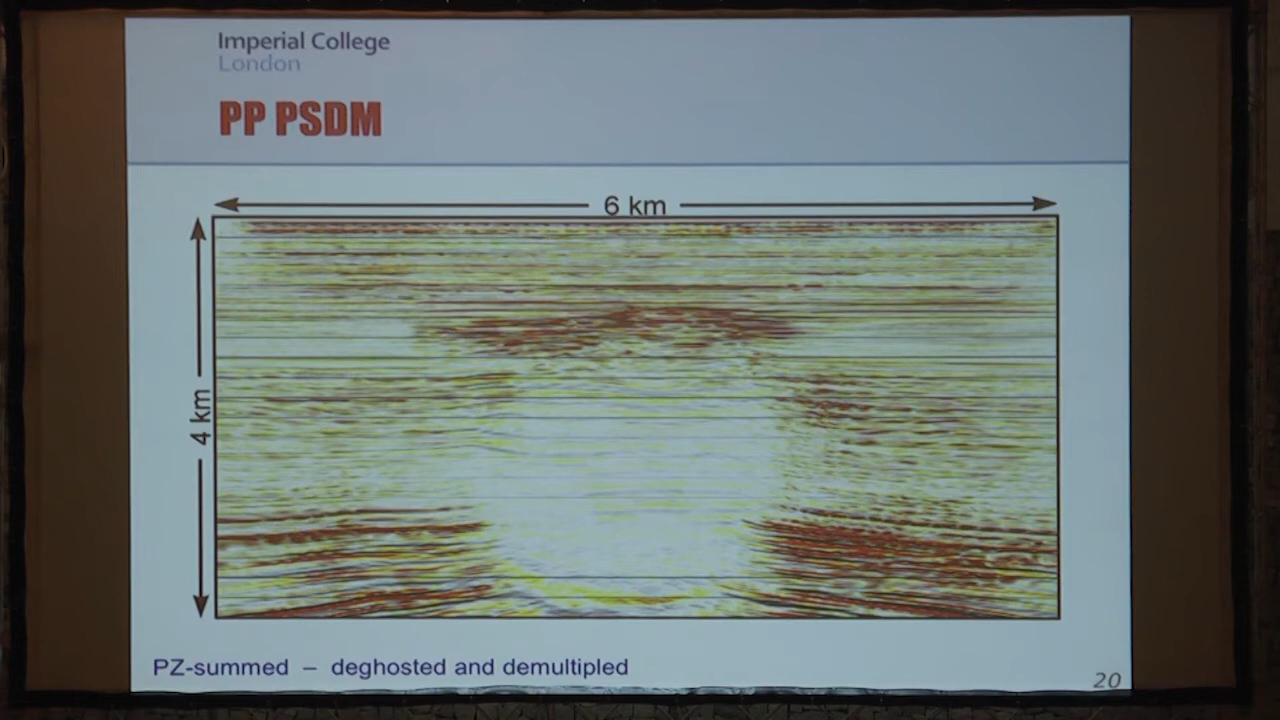 Imperial College
London
PP PSDM
6 km
4 km
PZ-summed – deghosted and demultipled
20